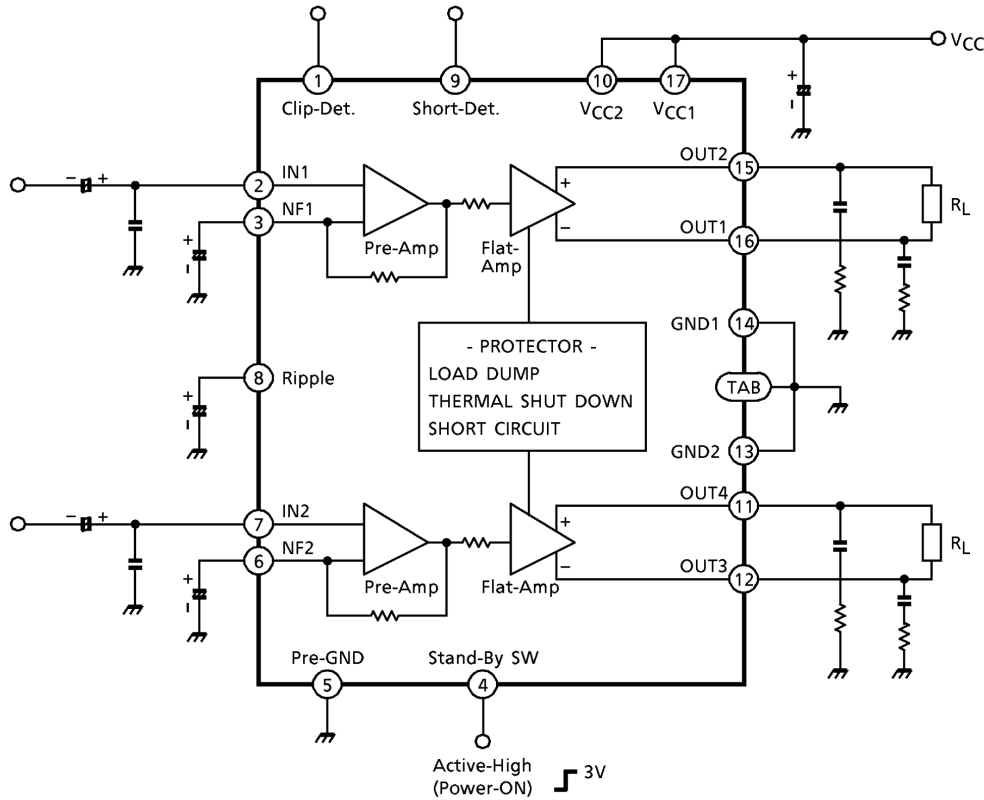 VCC
1
9
10
17
Clip-Det.
Short-Det.
VCC2
VCC1
OUT2
15
− +
2
IN1
+
-
+
−
RL
3
NF1
OUT1
16
Pre-Amp
Flat-
Amp
+
-
GND1
14
- PROTECTOR -
LOAD DUMP
THERMAL SHUT DOWN
SHORT CIRCUIT
8
Ripple
TAB
+
-
GND2
13
OUT4
11
− +
7
IN2
+
−
RL
6
NF2
OUT3
12
Pre-Amp
Flat-Amp
+
-
Pre-GND
Stand-By SW
5
4
Active-High
(Power-ON)
3V